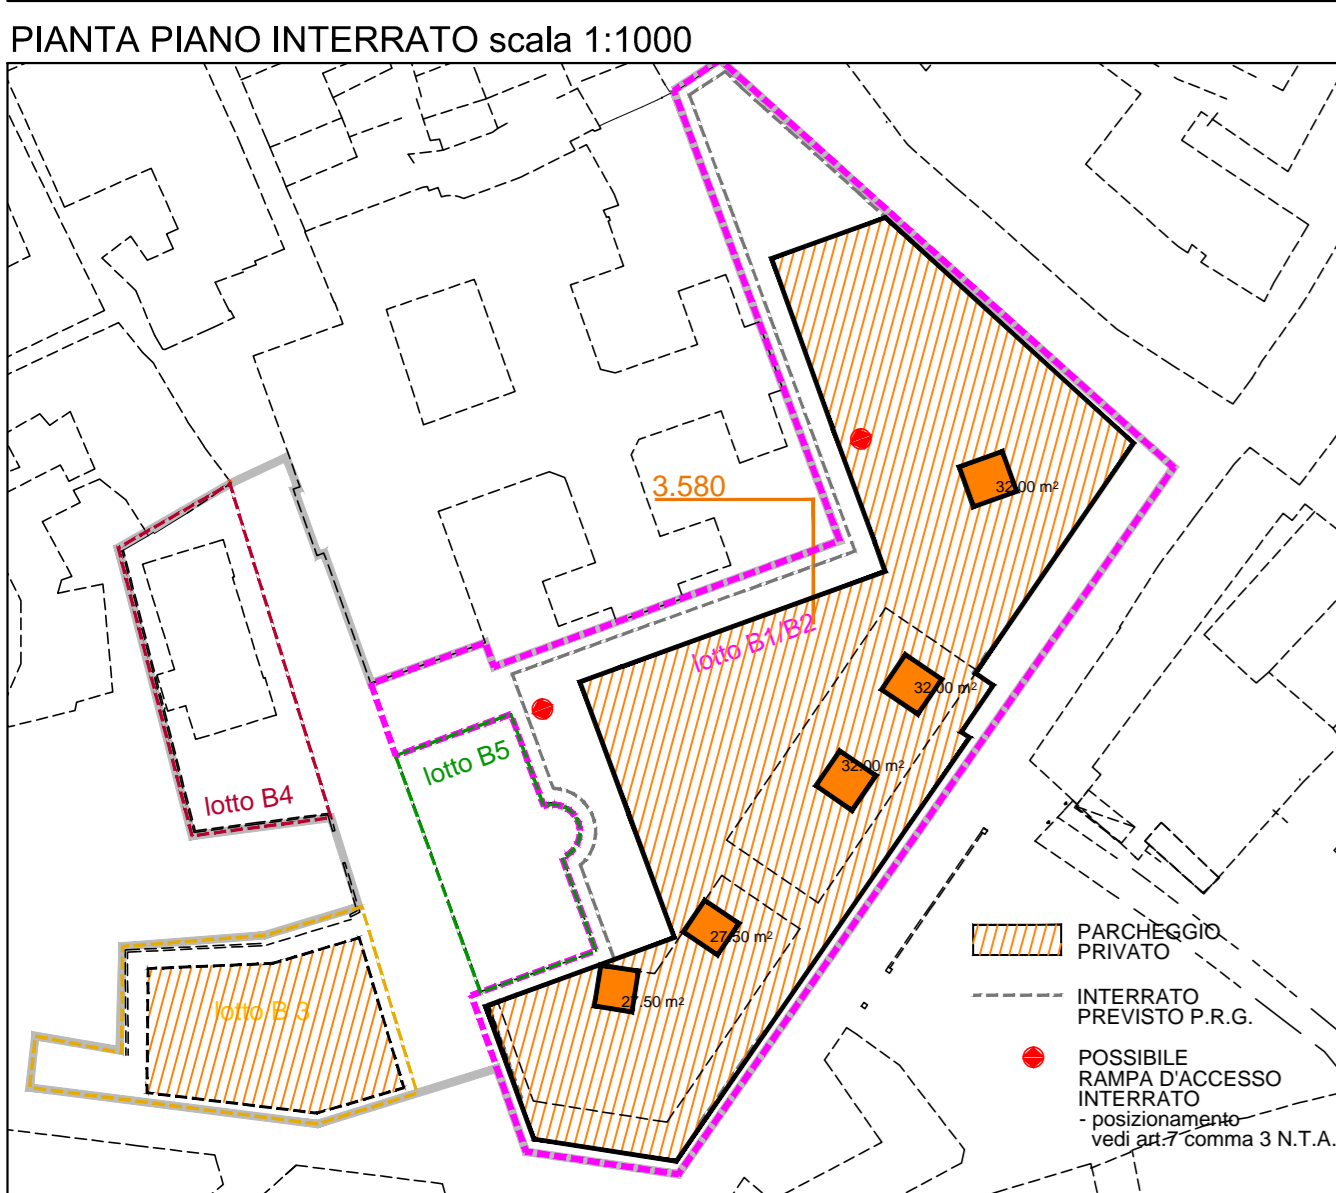 PIANTA PIANO INTERRATO scala 1:1000
32.00 m²
3.580
lotto B1/B2
32.00 m²
lotto B5
32.00 m²
lotto B4
27.50 m²
27.50 m²
lotto B 3
PARCHEGGIO
PRIVATO
INTERRATO
PREVISTO P.R.G.
POSSIBILE
RAMPA D'ACCESSO
INTERRATO
- posizionamento
vedi art.7 comma 3 N.T.A.